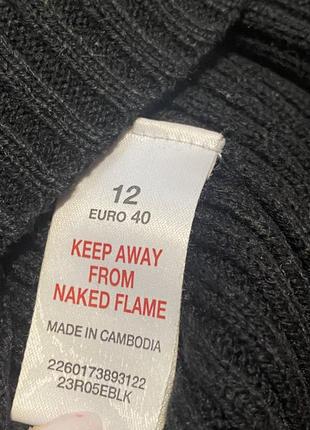 12
EURO 40
KEEP AWAY
FROM
NAKED FLAME
MADE IN CAMBODIA
2260173893122
23R05EBLK